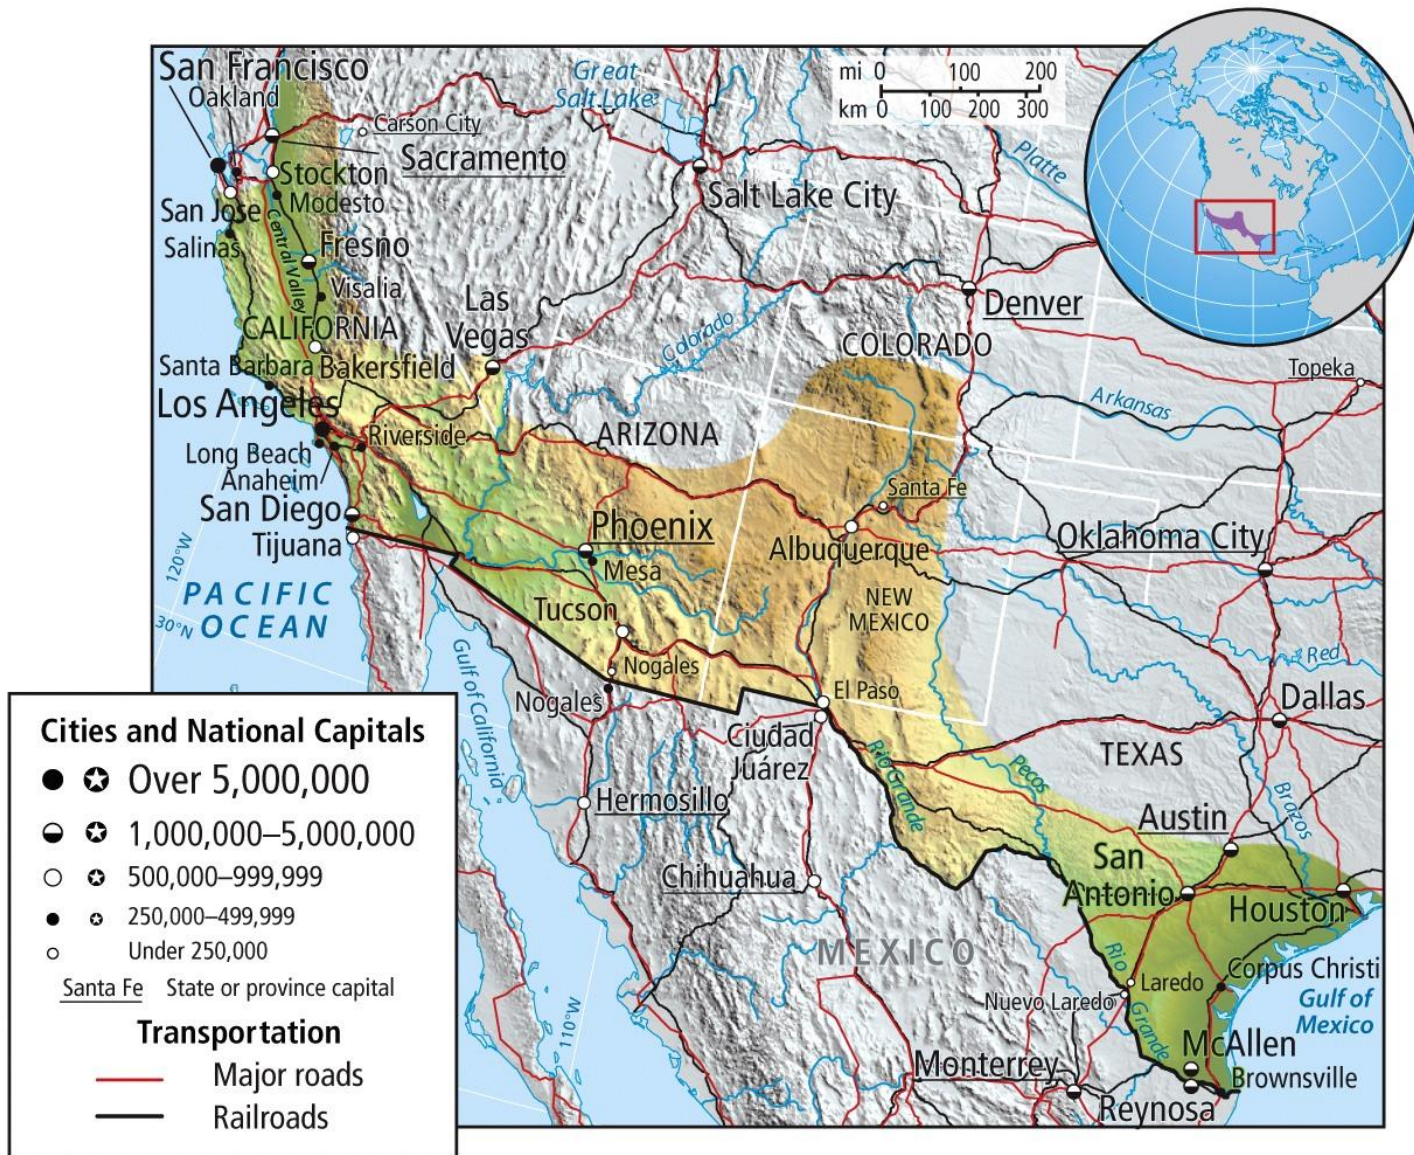 San Francisco
Oakland
Carson City
Sacramento
Stockton
Modesto
San Jose
Salinas
Central Valley
Fresno
Visalia
CALIFORNIA
Santa Barbara
Bakersfield
Los Angeles
Riverside
Long Beach
Anaheim
San Diego
Tijuana
120°W
PACIFIC
OCEAN
30°N
Great
Salt Lake
Salt Lake City
mi 0 100 200
km 0 100 200 300
Platte
Las
Vegas
Colorado
Denver
COLORADO
Topeka
Arkansas
ARIZONA
Santa Fe
Phoenix
Mesa
Albuquerque
Oklahoma City
Tucson
NEW
MEXICO
Nogales
Nogales
Gulf of California
El Paso
Ciudad
Juárez
Red
Dallas
TEXAS
Rio Grande
Pecos
Brazos
Hermosillo
Austin
Chihuahua
San
Antonio
Houston
MEXICO
Rio Grande
Laredo
Corpus Christi
Nuevo Laredo
Gulf of
Mexico
110°W
Monterrey
McAllen
Brownsville
Reynosa
Cities and National Capitals
Over 5,000,000
1,000,000–5,000,000
500,000–999,999
250,000–499,999
Under 250,000
Santa Fe State or province capital
Transportation
Major roads
Railroads